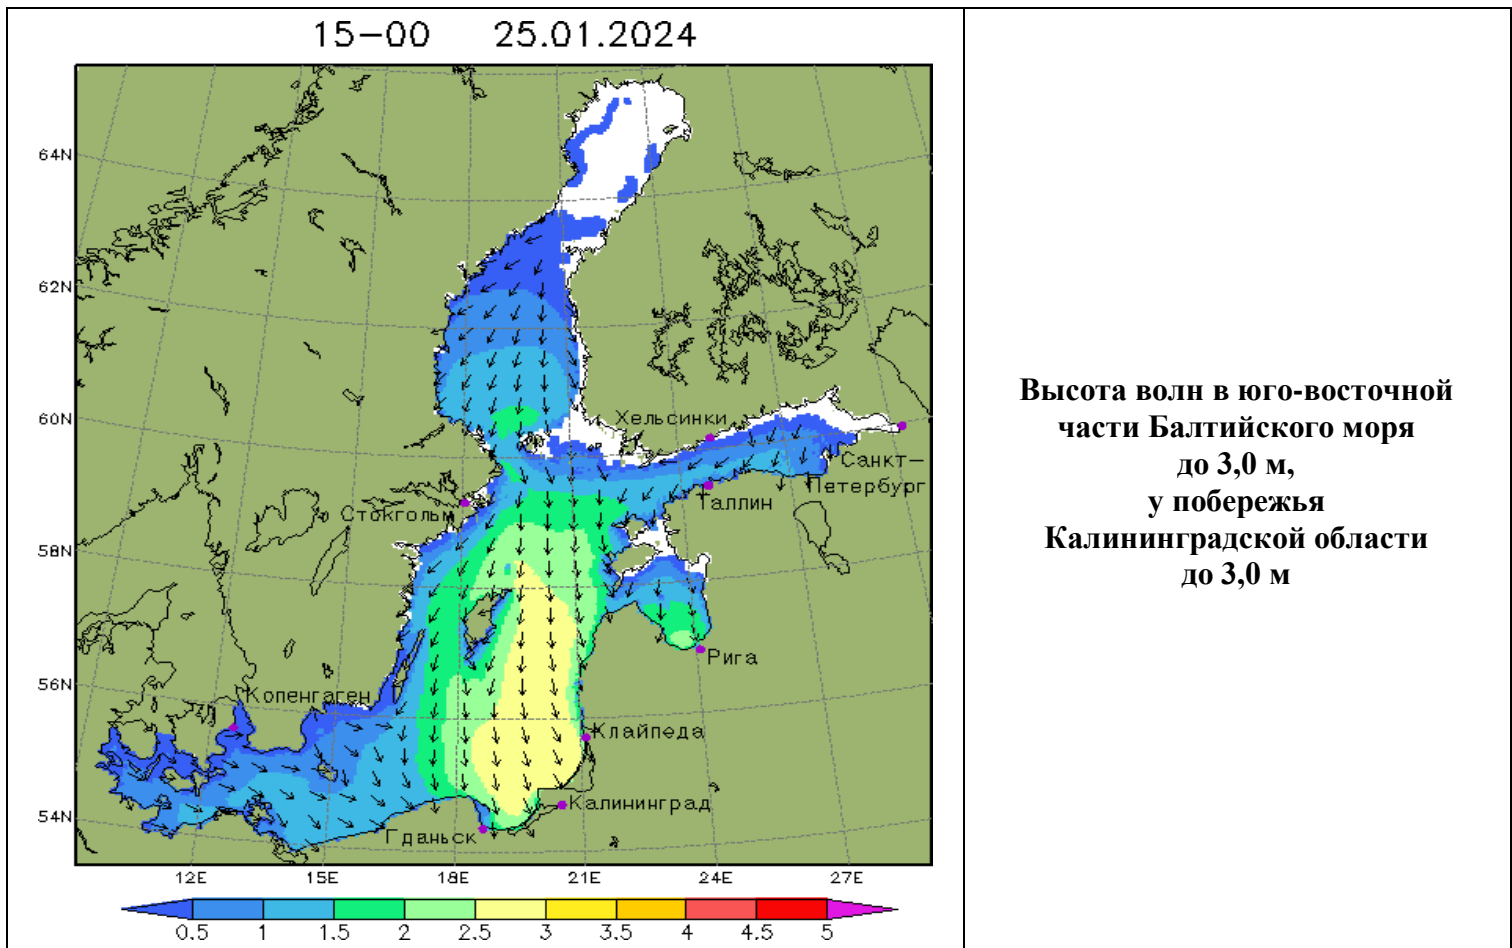 15-00 25.01.2024
64N
62N
60N
58N
56N
54N
Хельсинки
Санкт-
Петербург
Таллин
Стокгольм
Рига
Копенгаген
Клайпеда
Калининград
Гданьск
12E 15E 18E 21E 24E 27E
0.5 1 1.5 2 2.5 3 3.5 4 4.5 5
Высота волн в юго-восточной
части Балтийского моря
до 3,0 м,
у побережья
Калининградской области
до 3,0 м